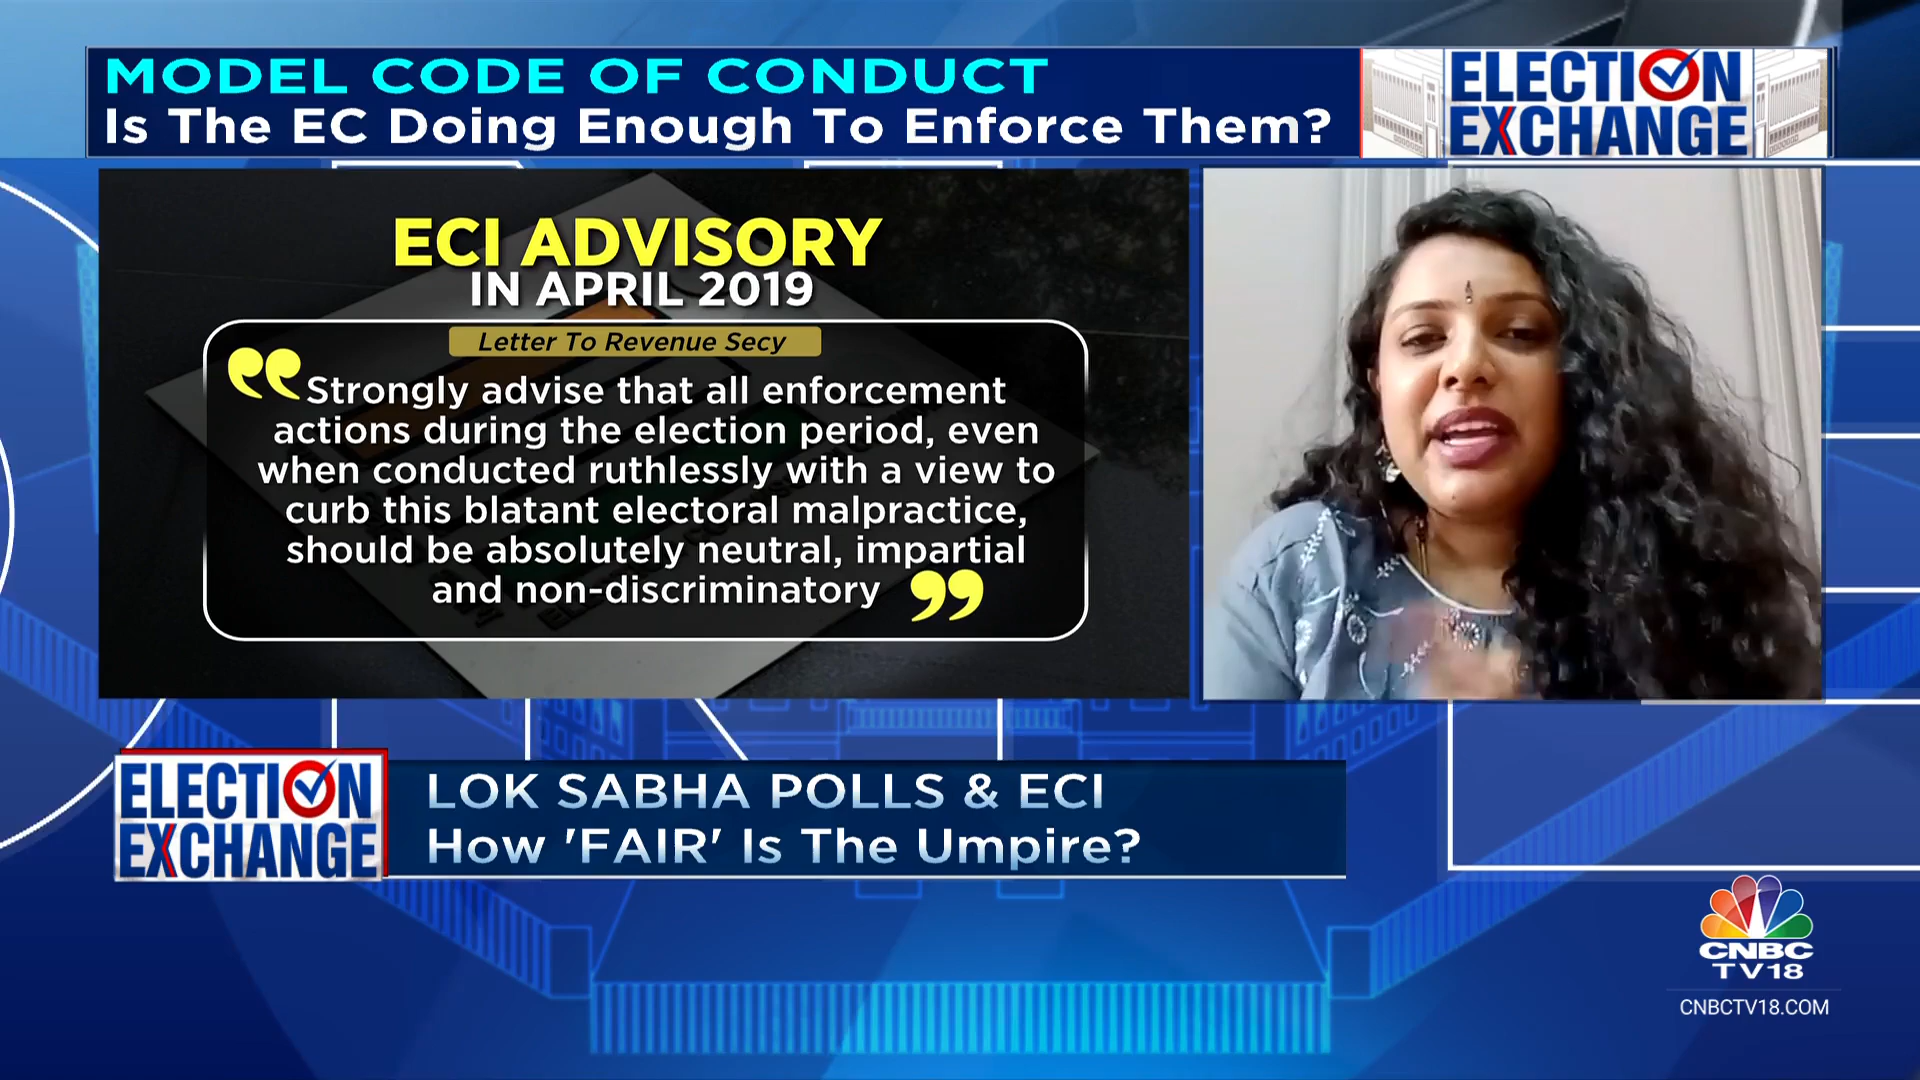 MODEL CODE OF CONDUCT
Is The EC Doing Enough To Enforce Them?
ELECTION
EXCHANGE
ECI ADVISORY
IN APRIL 2019
Letter To Revenue Secy
“Strongly advise that all enforcement
actions during the election period, even
when conducted ruthlessly with a view to
curb this blatant electoral malpractice,
should be absolutely neutral, impartial
and non-discriminatory”
ELECTION
EXCHANGE
LOK SABHA POLLS & ECI
How 'FAIR' Is The Umpire?
CNBC
TV18
CNBCTV18.COM